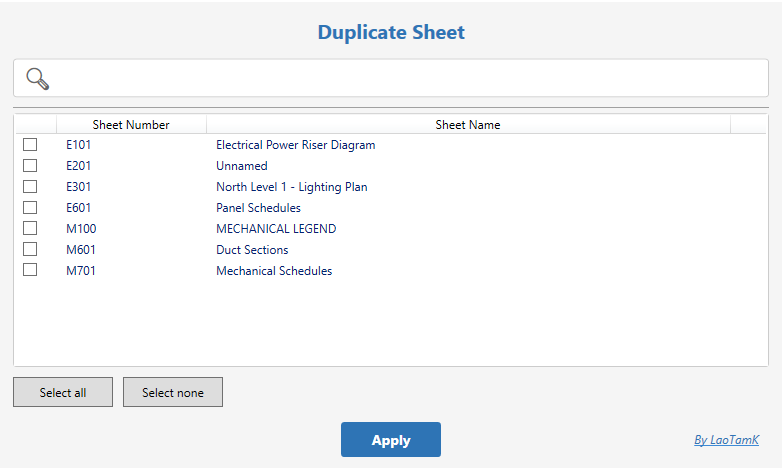 Duplicate Sheet
Sheet Number Sheet Name
E101 Electrical Power Riser Diagram
E201 Unnamed
E301 North Level 1 - Lighting Plan
E601 Panel Schedules
M100 MECHANICAL LEGEND
M601 Duct Sections
M701 Mechanical Schedules
Select all Select none
Apply By LaoTamK